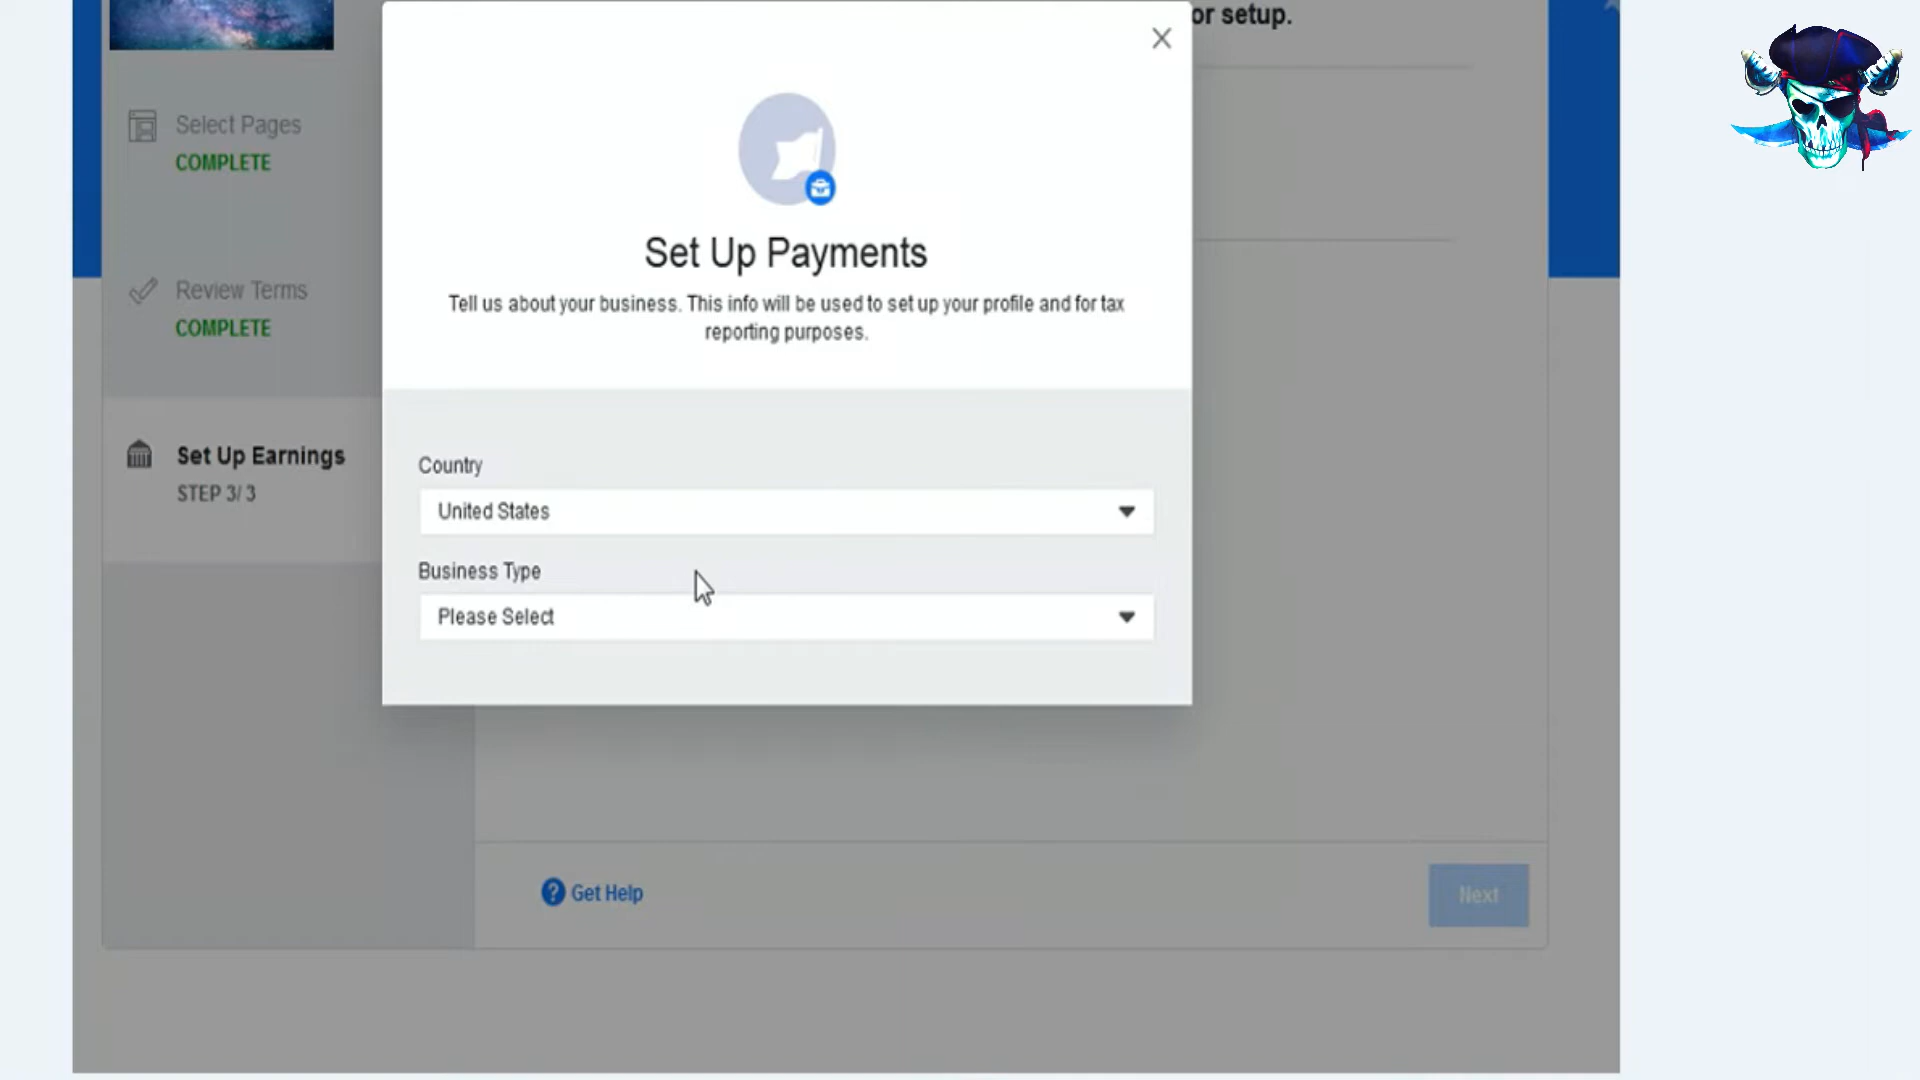 or setup.
Select Pages
COMPLETE
Review Terms
COMPLETE
Set Up Earnings
STEP 3/ 3
Set Up Payments
Tell us about your business. This info will be used to set up your profile and for tax
reporting purposes.
Country
United States
Business Type
Please Select
Get Help
Next